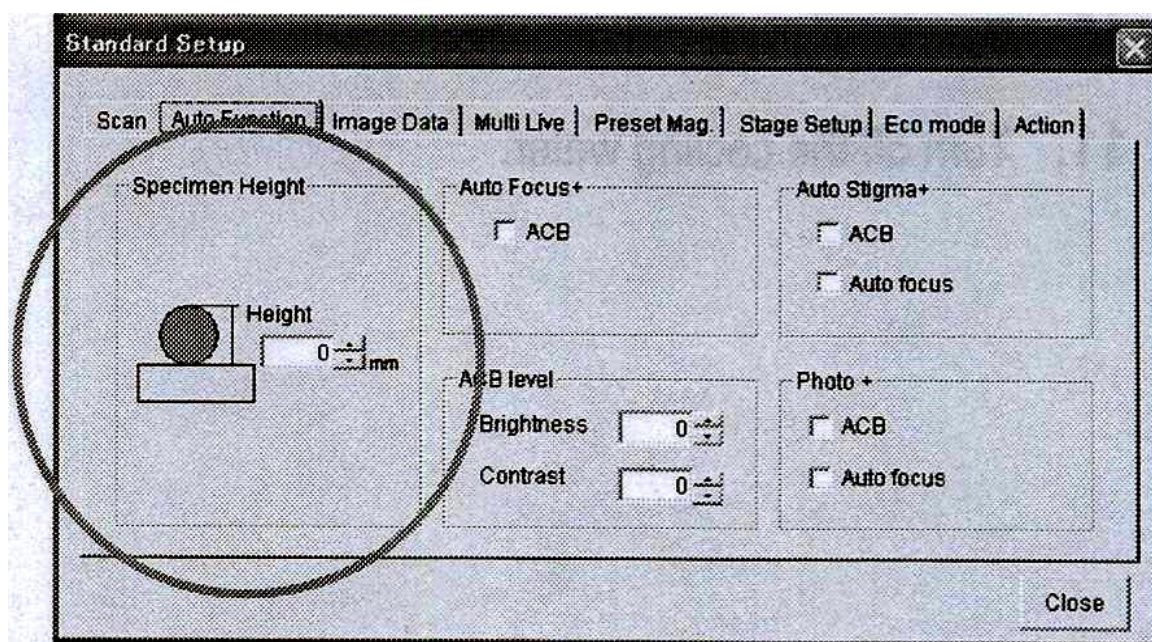 Standard Setup
Scan Auto Function Image Data Multi Live Preset Mag. Stage Setup Eco mode Action
Specimen Height
Height
0 mm
Auto Focus+
ACB
Auto Stigma+
ACB
Auto focus
ACB level
Brightness 0
Contrast 0
Photo +
ACB
Auto focus
Close